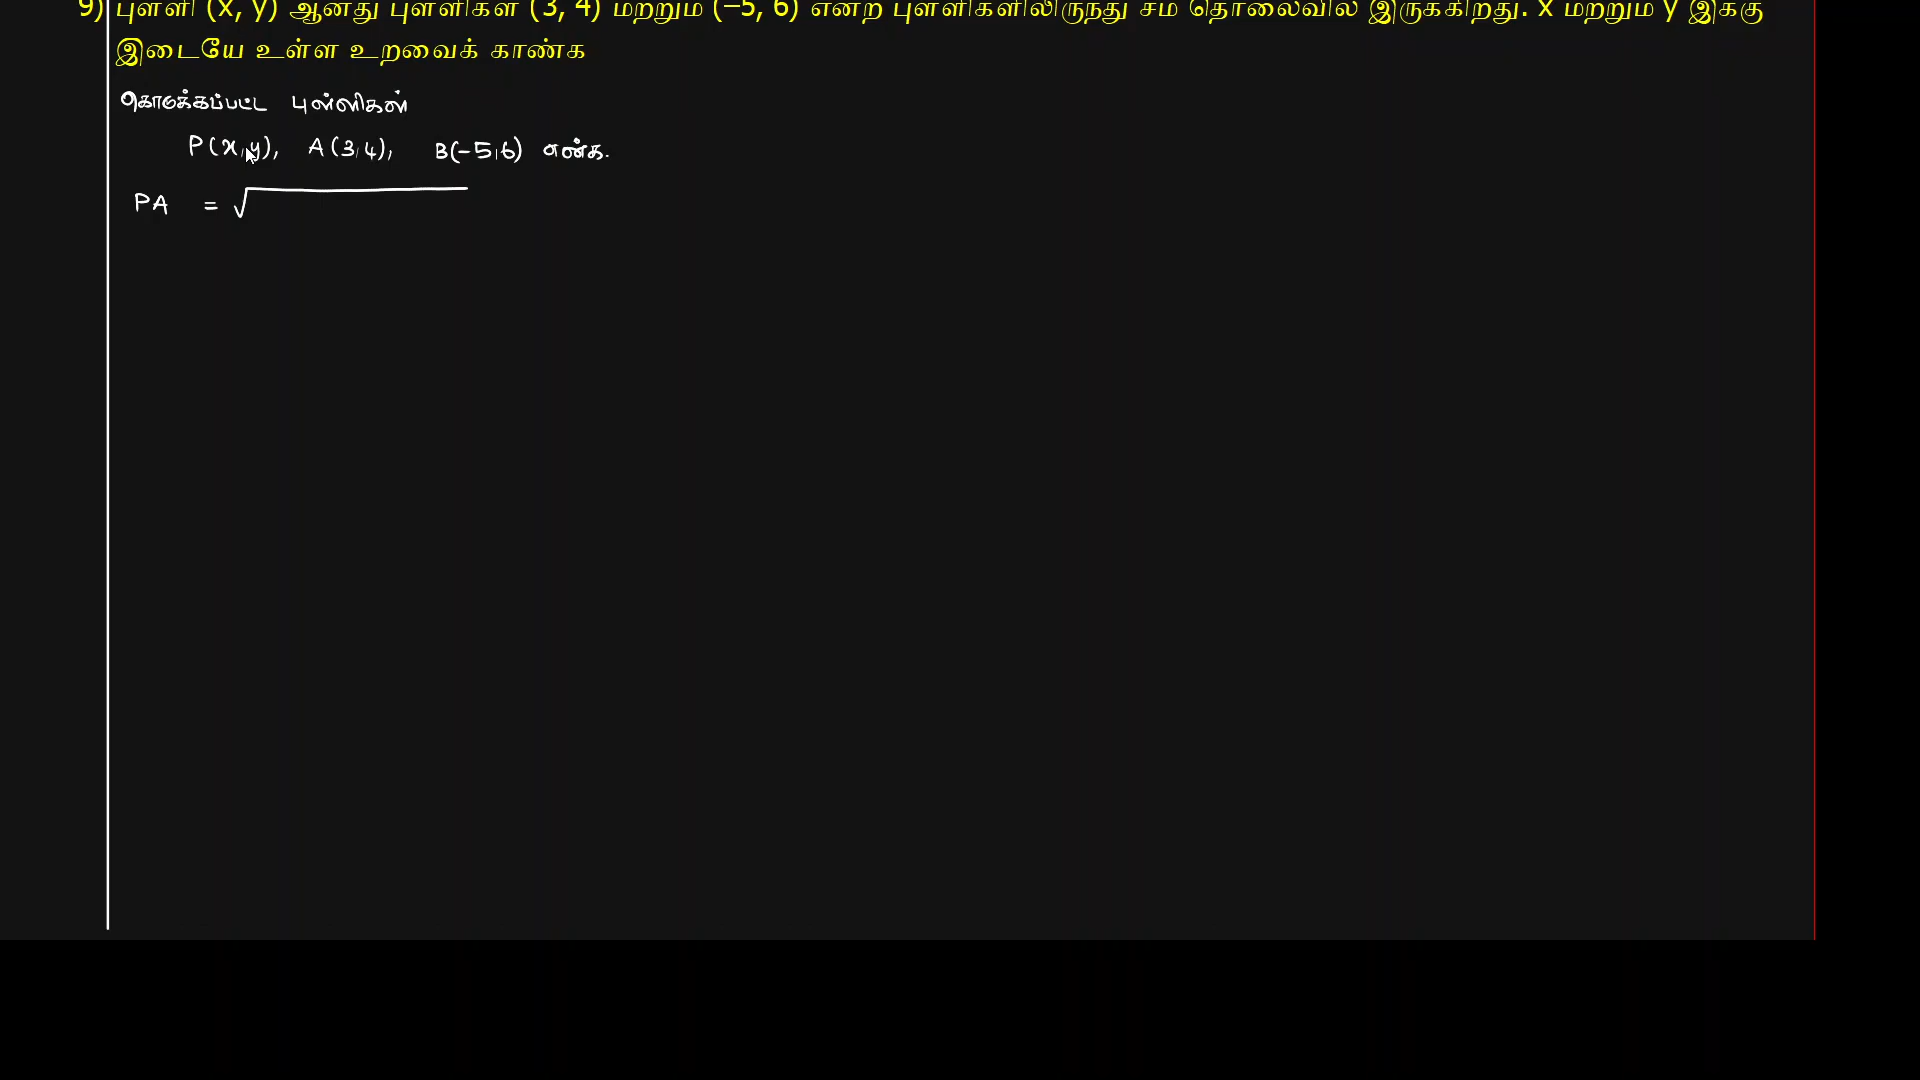 9) புள்ளி (x, y) ஆனது புள்ளிகள் (3, 4) மற்றும் (–5, 6) என்ற புள்ளிகளிலிருந்து சம தொலைவில் இருக்கிறது. x மற்றும் y இக்கு
இடையே உள்ள உறவைக் காண்க
கொடுக்கப்பட்ட புள்ளிகள்
P(x,y), A(3,4), B(-5,6) என்க.
PA = √